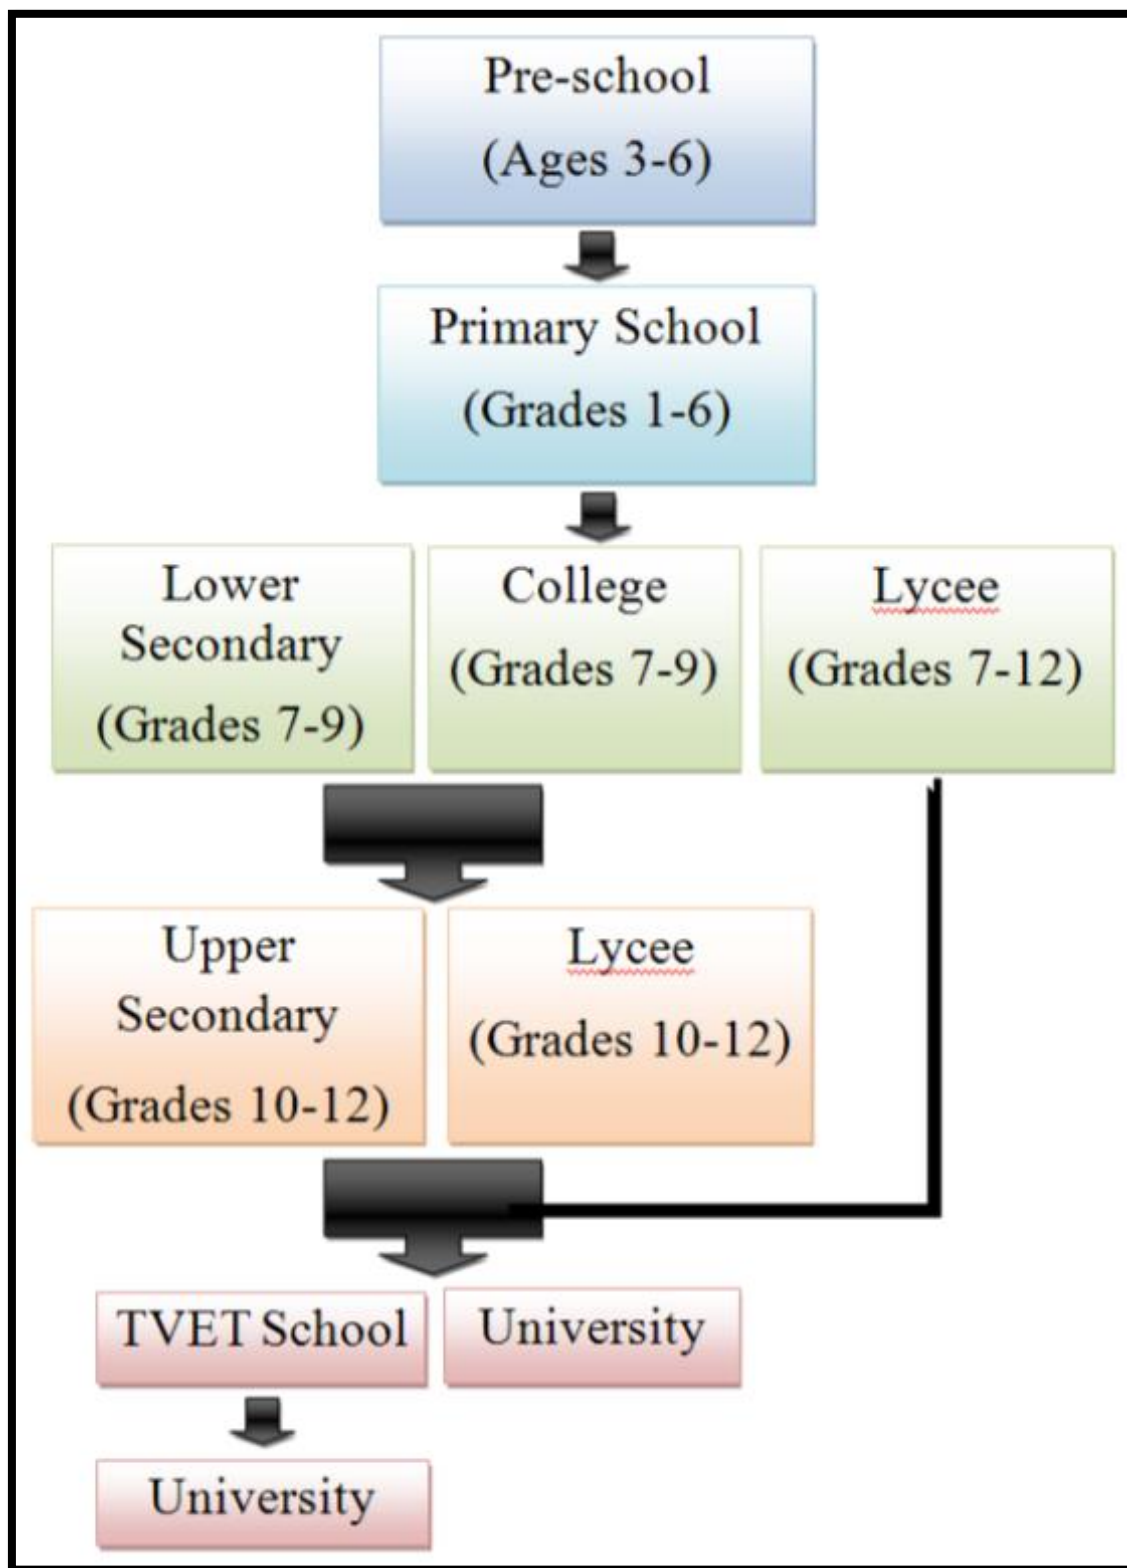 Pre-school
(Ages 3-6)
Primary School
(Grades 1-6)
Lower
Secondary
(Grades 7-9)
College
(Grades 7-9)
Lycee
(Grades 7-12)
Upper
Secondary
(Grades 10-12)
Lycee
(Grades 10-12)
TVET School
University
University